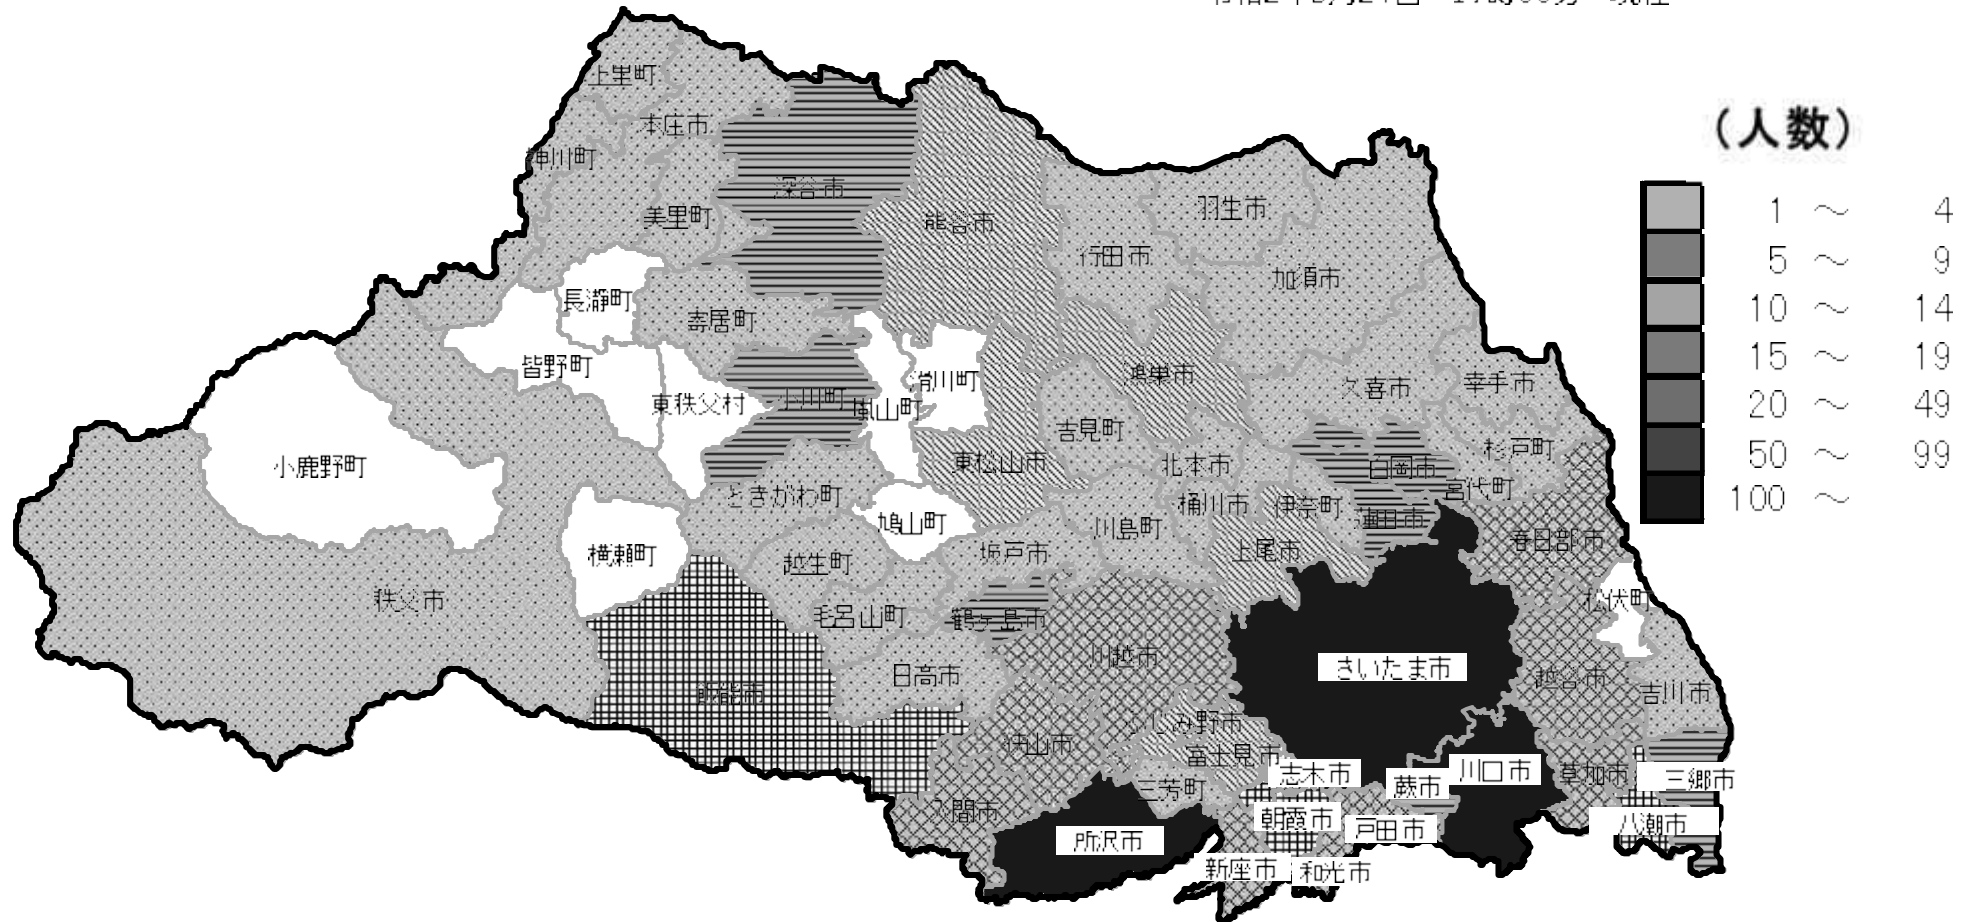 上里町
本庄市
神川町
深谷市
美里町
熊谷市
羽生市
行田市
加須市
長瀞町
寄居町
皆野町
東秩父村
小川町
嵐山町
滑川町
鴻巣市
久喜市
幸手市
吉見町
小鹿野町
東松山市
北本市
白岡市
杉戸町
宮代町
ときがわ町
桶川市
伊奈町
蓮田市
鳩山町
川島町
横瀬町
越生町
坂戸市
上尾市
春日部市
秩父市
毛呂山町
鶴ヶ島市
松伏町
川越市
さいたま市
日高市
越谷市
吉川市
飯能市
ふじみ野市
狭山市
富士見市
志木市
川口市
草加市
三郷市
三芳町
蕨市
入間市
朝霞市
戸田市
八潮市
所沢市
新座市
和光市
(人数)
1 ～ 4
5 ～ 9
10 ～ 14
15 ～ 19
20 ～ 49
50 ～ 99
100 ～